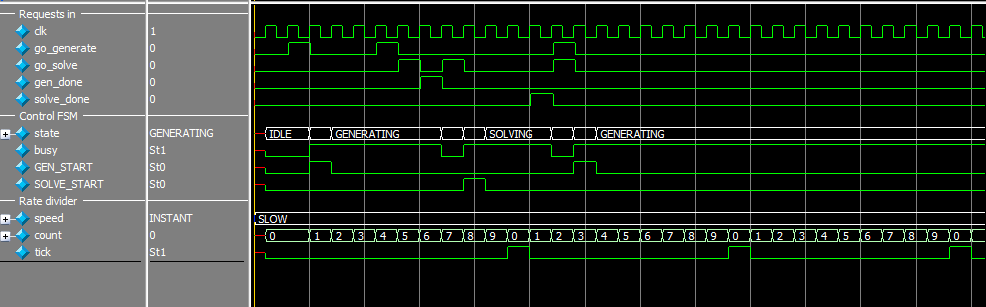 Requests in
clk 1
go_generate 0
go_solve 0
gen_done 0
solve_done 0
Control FSM
state GENERATING IDLE GENERATING SOLVING GENERATING
busy St1
GEN_START St0
SOLVE_START St0
Rate divider
speed INSTANT SLOW
count 0 0 1 2 3 4 5 6 7 8 9 0 1 2 3 4 5 6 7 8 9 0 1 2 3 4 5 6 7 8 9 0
tick St1